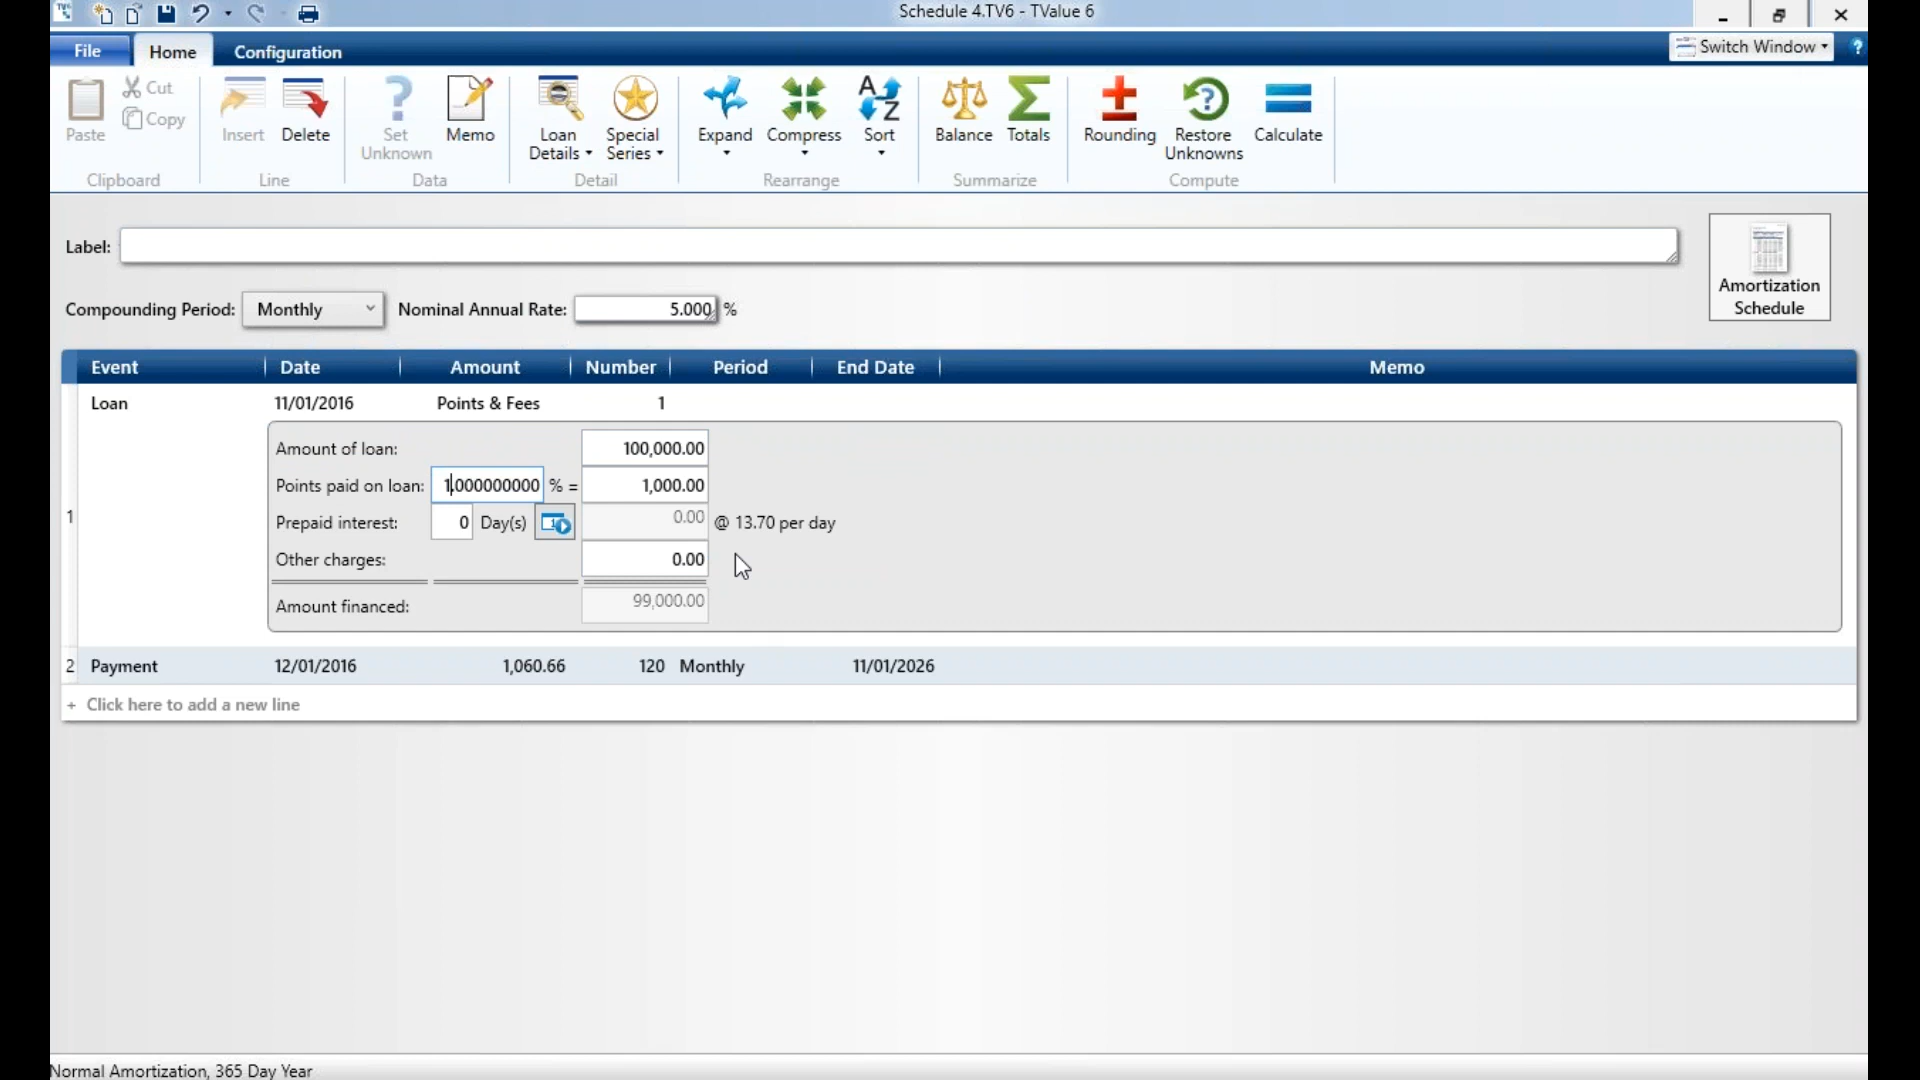 Schedule 4.TV6 - TValue 6
File Home Configuration Switch Window ?
Paste Cut Copy Insert Delete Set Unknown Memo Loan Details Special Series Expand Compress Sort Balance Totals Rounding Restore Unknowns Calculate
Clipboard Line Data Detail Rearrange Summarize Compute
Label:
Amortization Schedule
Compounding Period: Monthly Nominal Annual Rate: 5.000 %
Event Date Amount Number Period End Date Memo
Loan 11/01/2016 Points & Fees 1
Amount of loan: 100,000.00
Points paid on loan: 1.000000000 % = 1,000.00
1
Prepaid interest: 0 Day(s) 0.00 @ 13.70 per day
Other charges: 0.00
Amount financed: 99,000.00
2 Payment 12/01/2016 1,060.66 120 Monthly 11/01/2026
+ Click here to add a new line
Normal Amortization, 365 Day Year